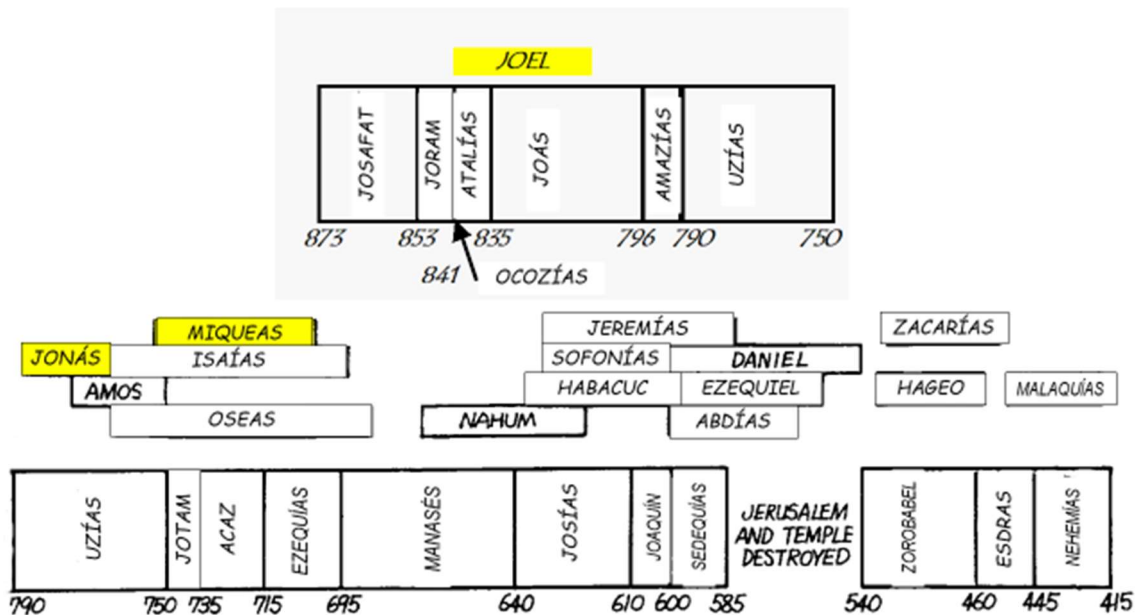 JOEL
JOSAFAT
JORAM
ATALÍAS
JOÁS
AMAZÍAS
UZÍAS
873 853 835 796 790 750
841 OCOZÍAS
MIQUEAS JEREMÍAS ZACARÍAS
JONÁS ISAÍAS SOFONÍAS DANIEL
AMOS HABACUC EZEQUIEL HAGEO MALAQUÍAS
OSEAS NAHUM ABDÍAS
UZÍAS
JOTAM
ACAZ
EZEQUÍAS
MANASÉS
JOSÍAS
JOAQUÍN
SEDEQUÍAS
JERUSALEM
AND TEMPLE
DESTROYED
ZOROBABEL
ESDRAS
NEHEMÍAS
790 750 735 715 695 640 610 600 585 540 460 445 415